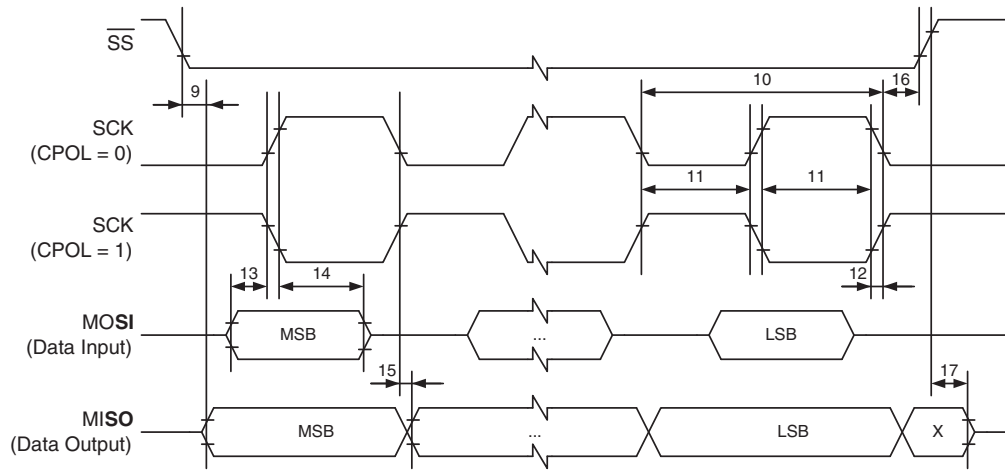 SS
9
10
16
SCK
(CPOL = 0)
11
11
SCK
(CPOL = 1)
13
14
12
MOSI
(Data Input)
MSB
...
LSB
15
17
MISO
(Data Output)
MSB
...
LSB
X